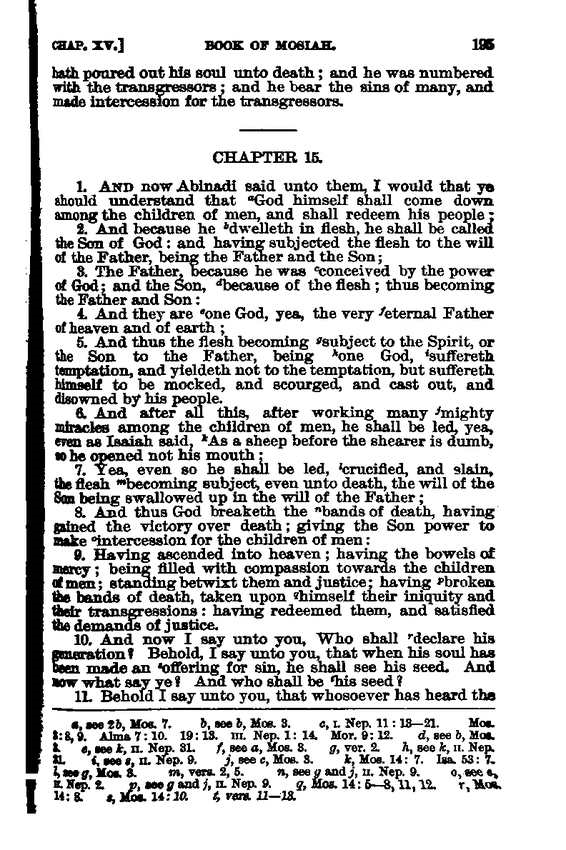 CHAP. XV.] BOOK OF MOSIAH. 195
hath poured out his soul unto death; and he was numbered
with the transgressors; and he bear the sins of many, and
made intercession for the transgressors.
CHAPTER 15.
1. AND now Abinadi said unto them, I would that ye
should understand that ᵃGod himself shall come down
among the children of men, and shall redeem his people;
2. And because he ᵇdwelleth in flesh, he shall be called
the Son of God: and having subjected the flesh to the will
of the Father, being the Father and the Son;
3. The Father, because he was ᶜconceived by the power
of God; and the Son, ᵈbecause of the flesh; thus becoming
the Father and Son:
4. And they are ᵉone God, yea, the very ᶠeternal Father
of heaven and of earth;
5. And thus the flesh becoming ᵍsubject to the Spirit, or
the Son to the Father, being ʰone God, ⁱsuffereth
temptation, and yieldeth not to the temptation, but suffereth
himself to be mocked, and scourged, and cast out, and
disowned by his people.
6. And after all this, after working many ʲmighty
miracles among the children of men, he shall be led, yea,
even as Isaiah said, ᵏAs a sheep before the shearer is dumb,
so he opened not his mouth;
7. Yea, even so he shall be led, ˡcrucified, and slain,
the flesh ᵐbecoming subject, even unto death, the will of the
Son being swallowed up in the will of the Father;
8. And thus God breaketh the ⁿbands of death, having
gained the victory over death; giving the Son power to
make ᵒintercession for the children of men:
9. Having ascended into heaven; having the bowels of
mercy; being filled with compassion towards the children
of men; standing betwixt them and justice; having ᵖbroken
the bands of death, taken upon ᑫhimself their iniquity and
their transgressions: having redeemed them, and satisfied
the demands of justice.
10. And now I say unto you, Who shall ʳdeclare his
generation? Behold, I say unto you, that when his soul has
been made an ˢoffering for sin, he shall see his seed. And
now what say ye? And who shall be ᵗhis seed?
11. Behold I say unto you, that whosoever has heard the
a, see 2b, Mos. 7. b, see b, Mos. 3. c, I. Nep. 11:13—21. Mos.
3:8, 9. Alma 7:10. 19:13. III. Nep. 1:14. Mor. 9:12. d, see b, Mos.
3. e, see k, II. Nep. 31. f, see a, Mos. 3. g, ver. 2. h, see k, II. Nep.
31. i, see s, II. Nep. 9. j, see c, Mos. 3. k, Mos. 14:7. Isa. 53:7.
l, see g, Mos. 3. m, vers. 2, 5. n, see g and j, II. Nep. 9. o, see e,
II. Nep. 2. p, see g and j, II. Nep. 9. q, Mos. 14:5—8, 11, 12. r, Mos.
14:8. s, Mos. 14:10. t, vers. 11—13.